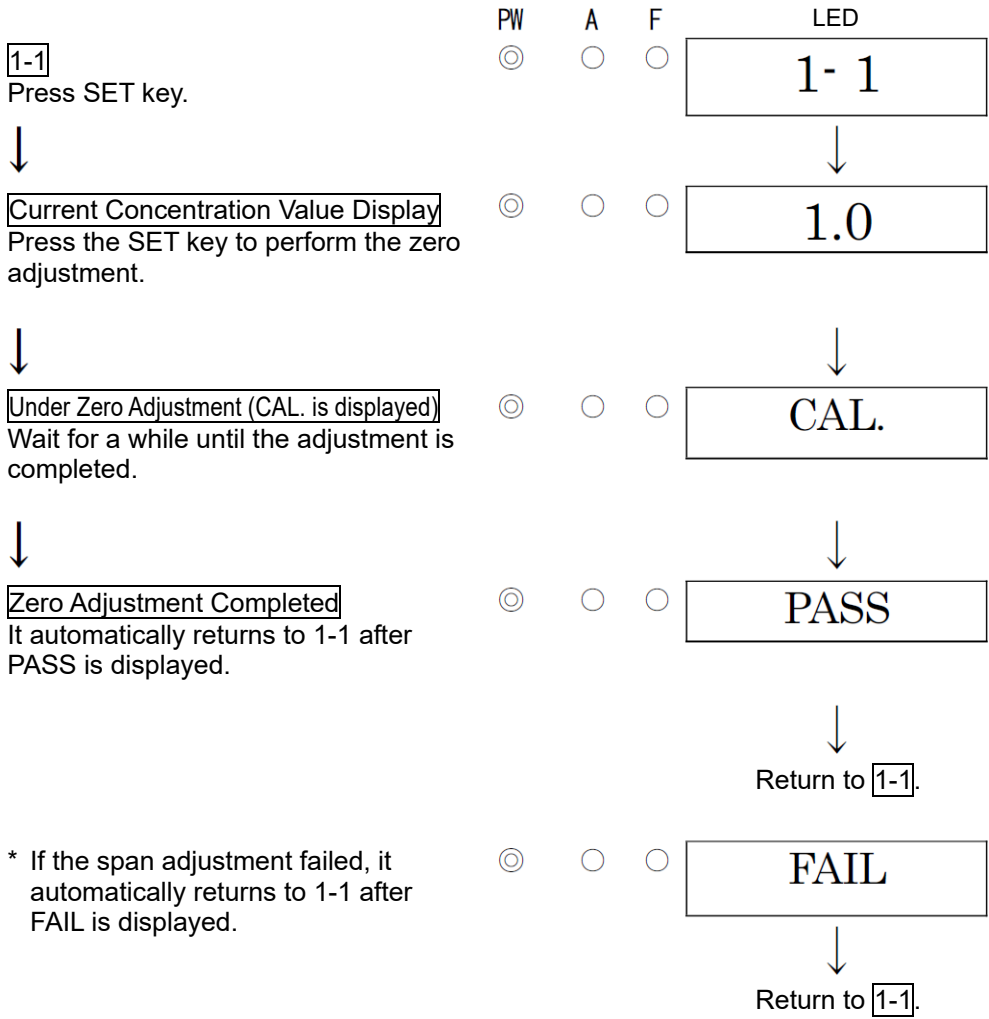 PW A F LED
1-1
Press SET key.
1- 1
Current Concentration Value Display
Press the SET key to perform the zero
adjustment.
1.0
Under Zero Adjustment (CAL. is displayed)
Wait for a while until the adjustment is
completed.
CAL.
Zero Adjustment Completed
It automatically returns to 1-1 after
PASS is displayed.
PASS
Return to 1-1.
* If the span adjustment failed, it
automatically returns to 1-1 after
FAIL is displayed.
FAIL
Return to 1-1.